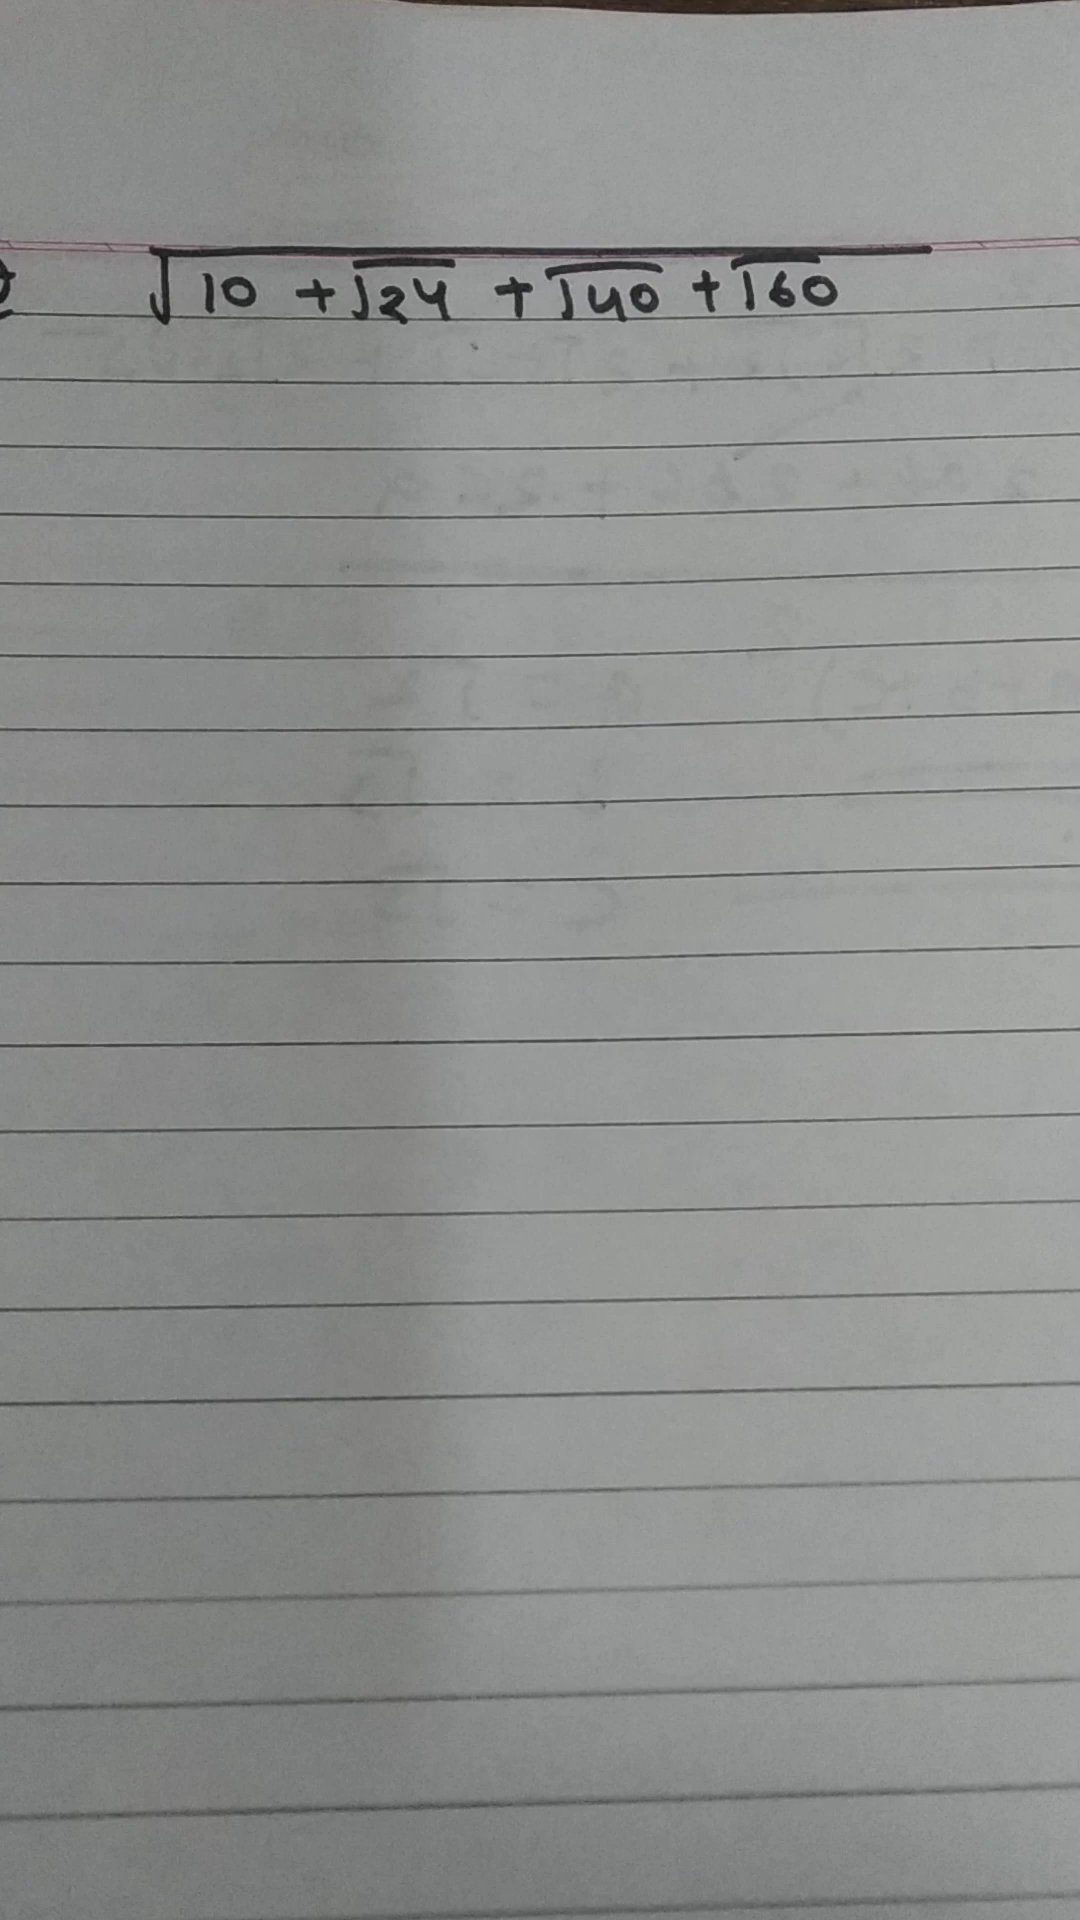 √(10 + √24 + √40 + √60)